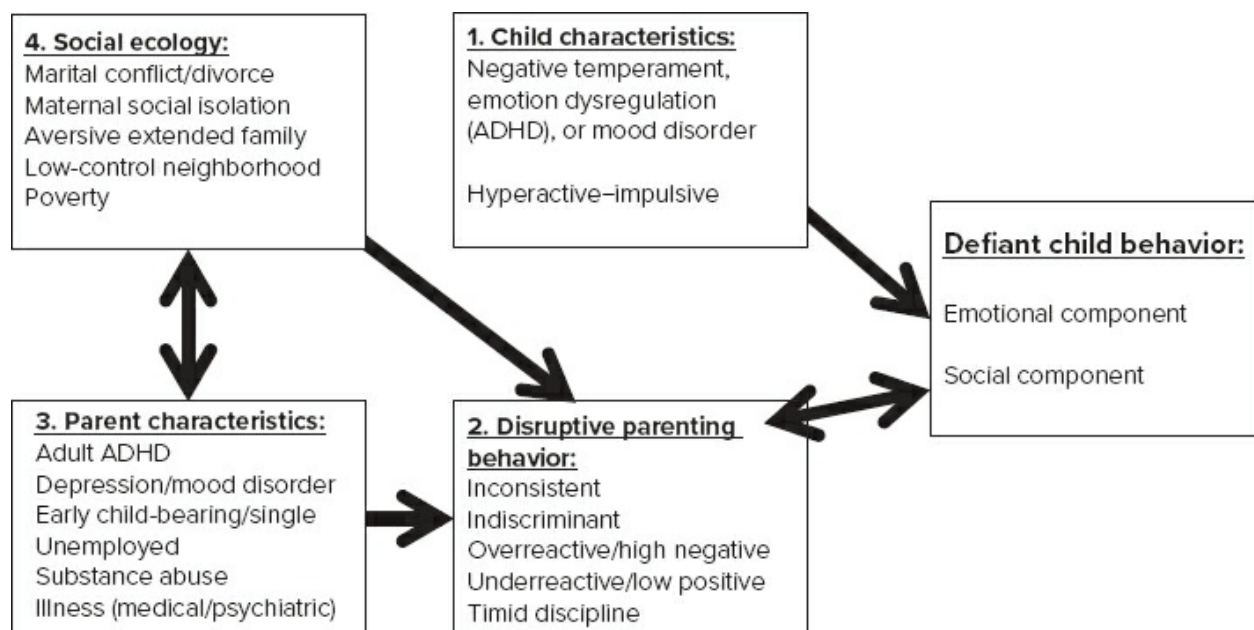 4. Social ecology:
Marital conflict/divorce
Maternal social isolation
Aversive extended family
Low-control neighborhood
Poverty
1. Child characteristics:
Negative temperament,
emotion dysregulation
(ADHD), or mood disorder
Hyperactive–impulsive
Defiant child behavior:
Emotional component
Social component
3. Parent characteristics:
Adult ADHD
Depression/mood disorder
Early child-bearing/single
Unemployed
Substance abuse
Illness (medical/psychiatric)
2. Disruptive parenting
behavior:
Inconsistent
Indiscriminant
Overreactive/high negative
Underreactive/low positive
Timid discipline